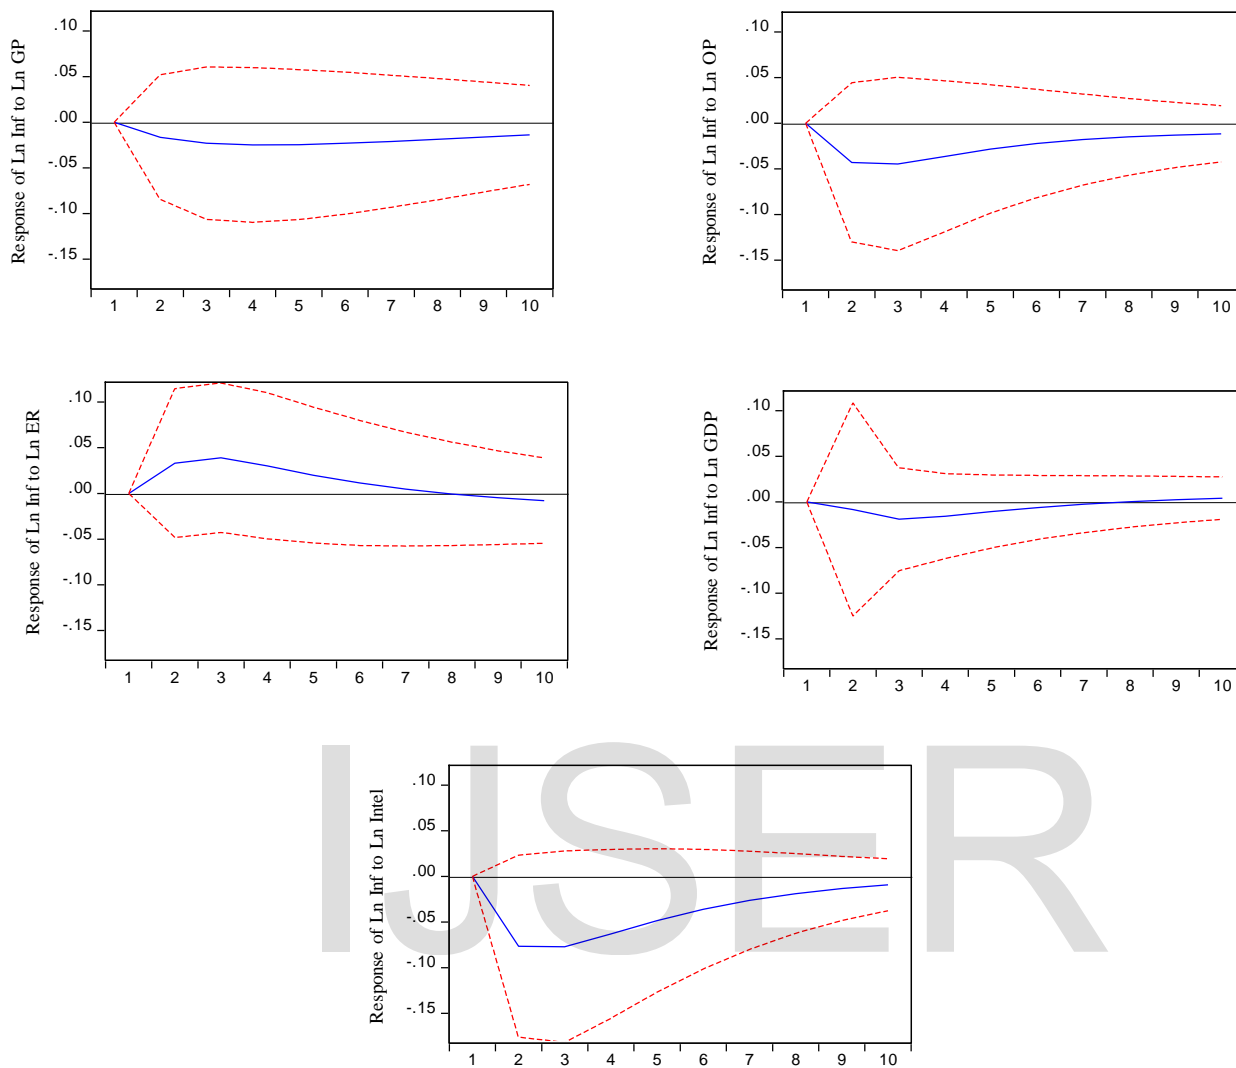 .10
.05
.00
-.05
-.10
-.15
Response of Ln Inf to Ln GP
1 2 3 4 5 6 7 8 9 10
.10
.05
.00
-.05
-.10
-.15
Response of Ln Inf to Ln OP
1 2 3 4 5 6 7 8 9 10
.10
.05
.00
-.05
-.10
-.15
Response of Ln Inf to Ln ER
1 2 3 4 5 6 7 8 9 10
.10
.05
.00
-.05
-.10
-.15
Response of Ln Inf to Ln GDP
1 2 3 4 5 6 7 8 9 10
.10
.05
.00
-.05
-.10
-.15
Response of Ln Inf to Ln Intel
1 2 3 4 5 6 7 8 9 10
IJSER